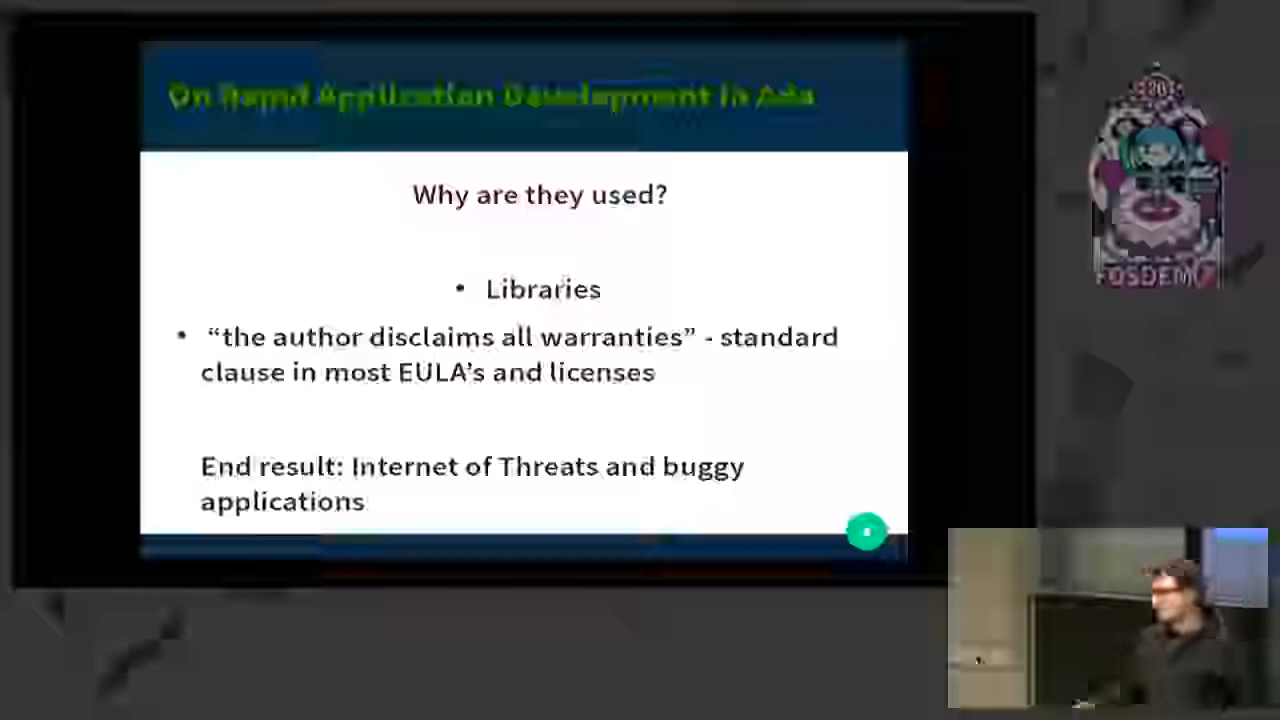 On Rapid Application Development in Ada
Why are they used?
• Libraries
• “the author disclaims all warranties” - standard
clause in most EULA’s and licenses
End result: Internet of Threats and buggy
applications
FOSDEM